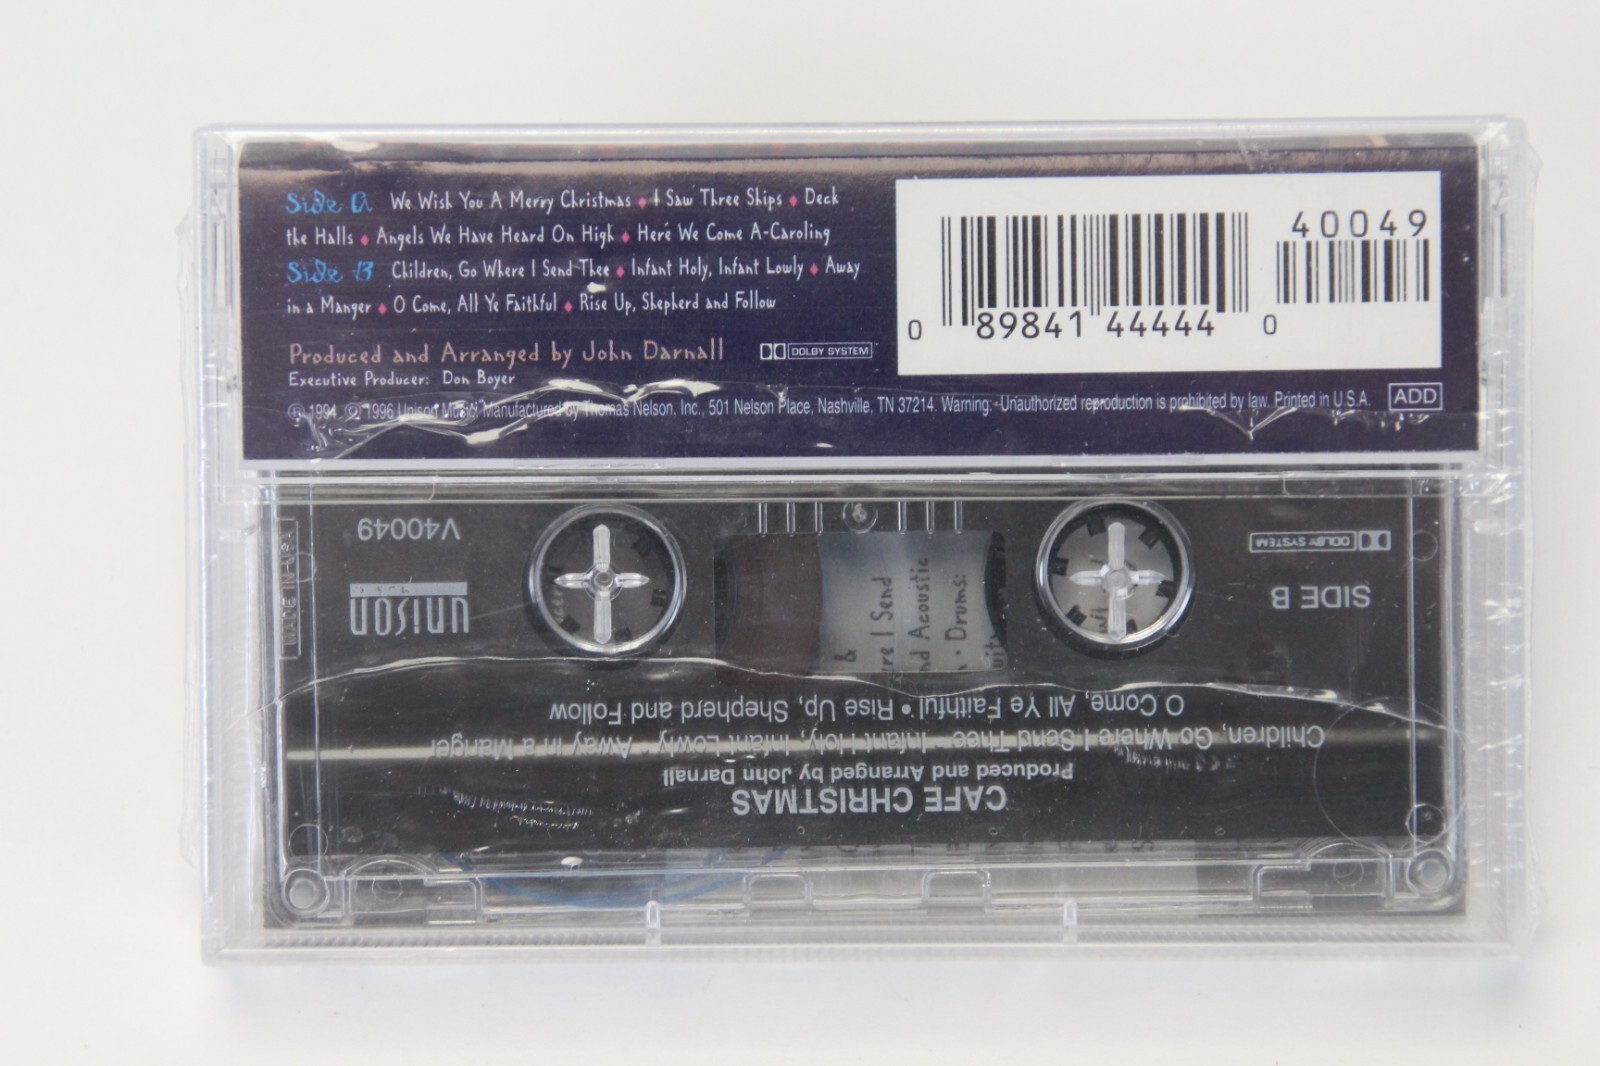 Side A We Wish You A Merry Christmas ♦ I Saw Three Ships ♦ Deck
the Halls ♦ Angels We Have Heard On High ♦ Here We Come A-Caroling
Side B Children, Go Where I Send Thee ♦ Infant Holy, Infant Lowly ♦ Away
in a Manger ♦ O Come, All Ye Faithful ♦ Rise Up, Shepherd and Follow
Produced and Arranged by John Darnall
DOLBY SYSTEM
Executive Producer: Don Boyer
℗ 1994, © 1996 Unison Music. Manufactured by Thomas Nelson, Inc., 501 Nelson Place, Nashville, TN 37214. Warning: Unauthorized reproduction is prohibited by law. Printed in U.S.A.
ADD
40049
0 89841 44444 0
V40049
unison
MADE IN USA
DOLBY SYSTEM
SIDE B
&
ere I Send
nd Acoustic
Drums:
CAFE CHRISTMAS
Produced and Arranged by John Darnall
Children, Go Where I Send Thee • Infant Holy, Infant Lowly • Away in a Manger
O Come, All Ye Faithful • Rise Up, Shepherd and Follow